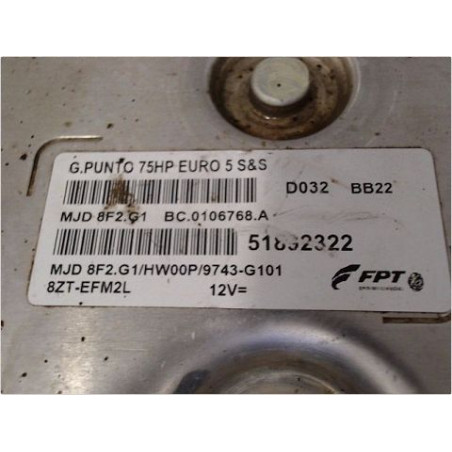 G.PUNTO 75HP EURO 5 S&S
D032 BB22
MJD 8F2.G1 BC.0106768.A
51892322
MJD 8F2.G1/HW00P/9743-G101
8ZT-EFM2L 12V=
FPT